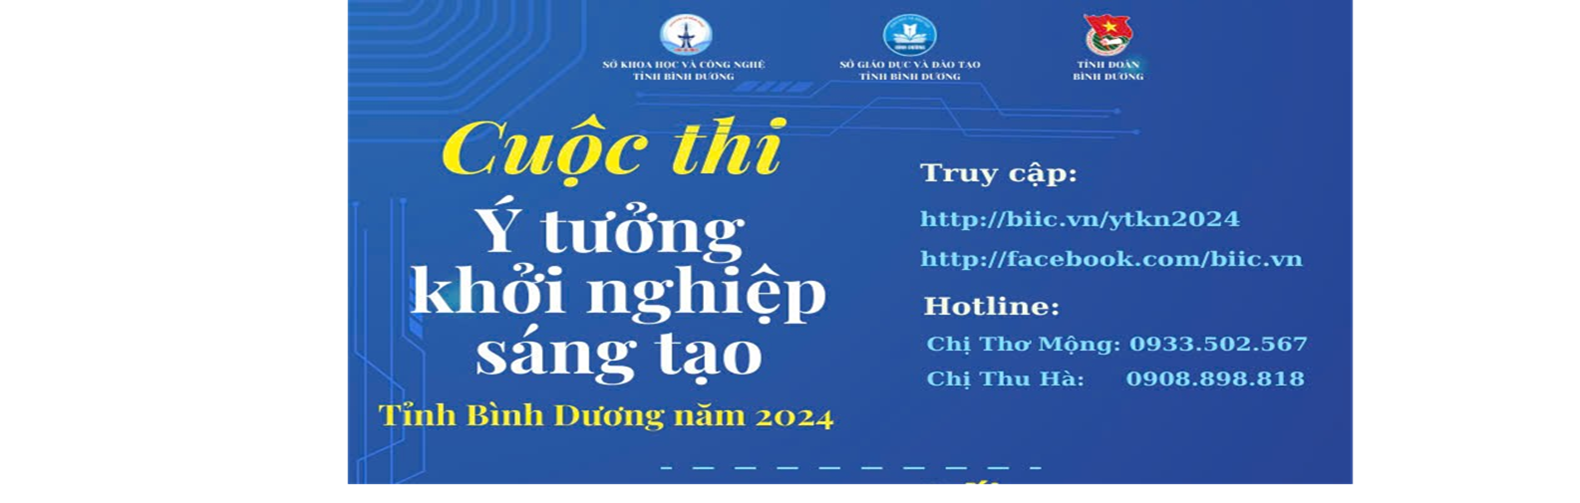 SỞ KHOA HỌC VÀ CÔNG NGHỆ
TỈNH BÌNH DƯƠNG
SỞ GIÁO DỤC VÀ ĐÀO TẠO
TỈNH BÌNH DƯƠNG
TỈNH ĐOÀN
BÌNH DƯƠNG
Cuộc thi
Ý tưởng
khởi nghiệp
sáng tạo
Tỉnh Bình Dương năm 2024
Truy cập:
http://biic.vn/ytkn2024
http://facebook.com/biic.vn
Hotline:
Chị Thơ Mộng: 0933.502.567
Chị Thu Hà: 0908.898.818